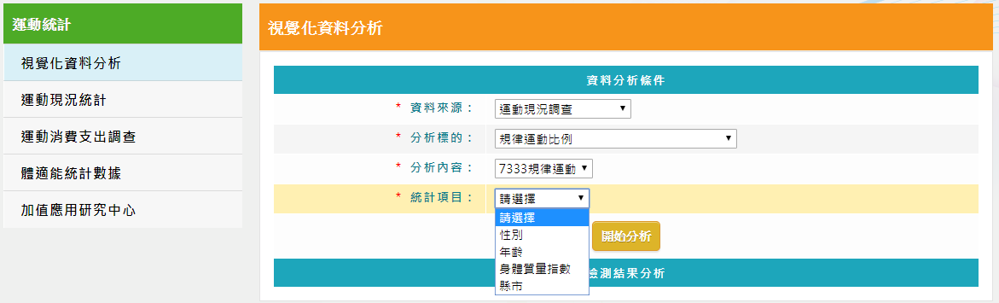 運動統計
視覺化資料分析
運動現況統計
運動消費支出調查
體適能統計數據
加值應用研究中心
視覺化資料分析
資料分析條件
* 資料來源： 運動現況調查
* 分析標的： 規律運動比例
* 分析內容： 7333規律運動
* 統計項目： 請選擇
請選擇
性別
年齡
身體質量指數
縣市
開始分析
檢測結果分析